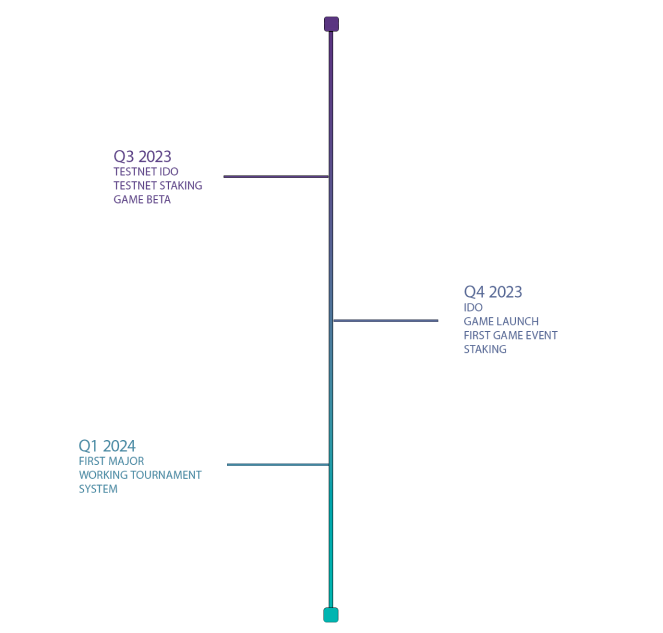 Q3 2023
TESTNET IDO
TESTNET STAKING
GAME BETA
Q4 2023
IDO
GAME LAUNCH
FIRST GAME EVENT
STAKING
Q1 2024
FIRST MAJOR
WORKING TOURNAMENT
SYSTEM